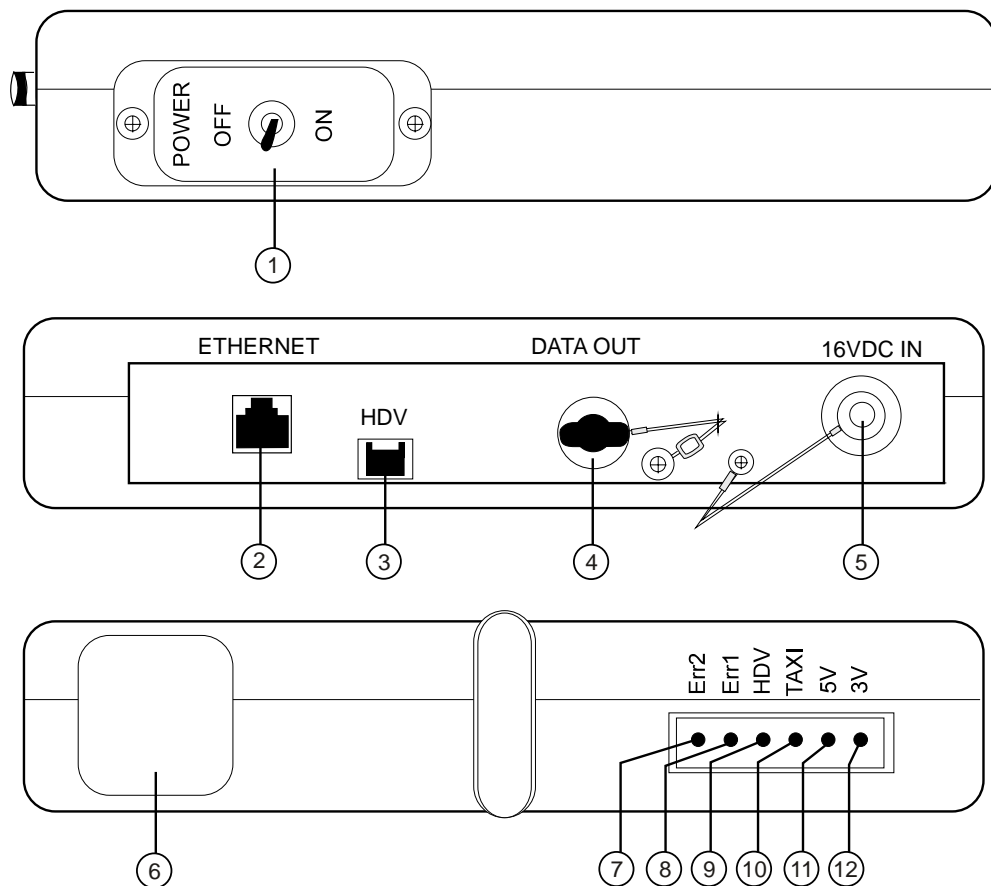 POWER
OFF
ON
1
ETHERNET
DATA OUT
16VDC IN
HDV
2
3
4
5
Err2
Err1
HDV
TAXI
5V
3V
6
7
8
9
10
11
12